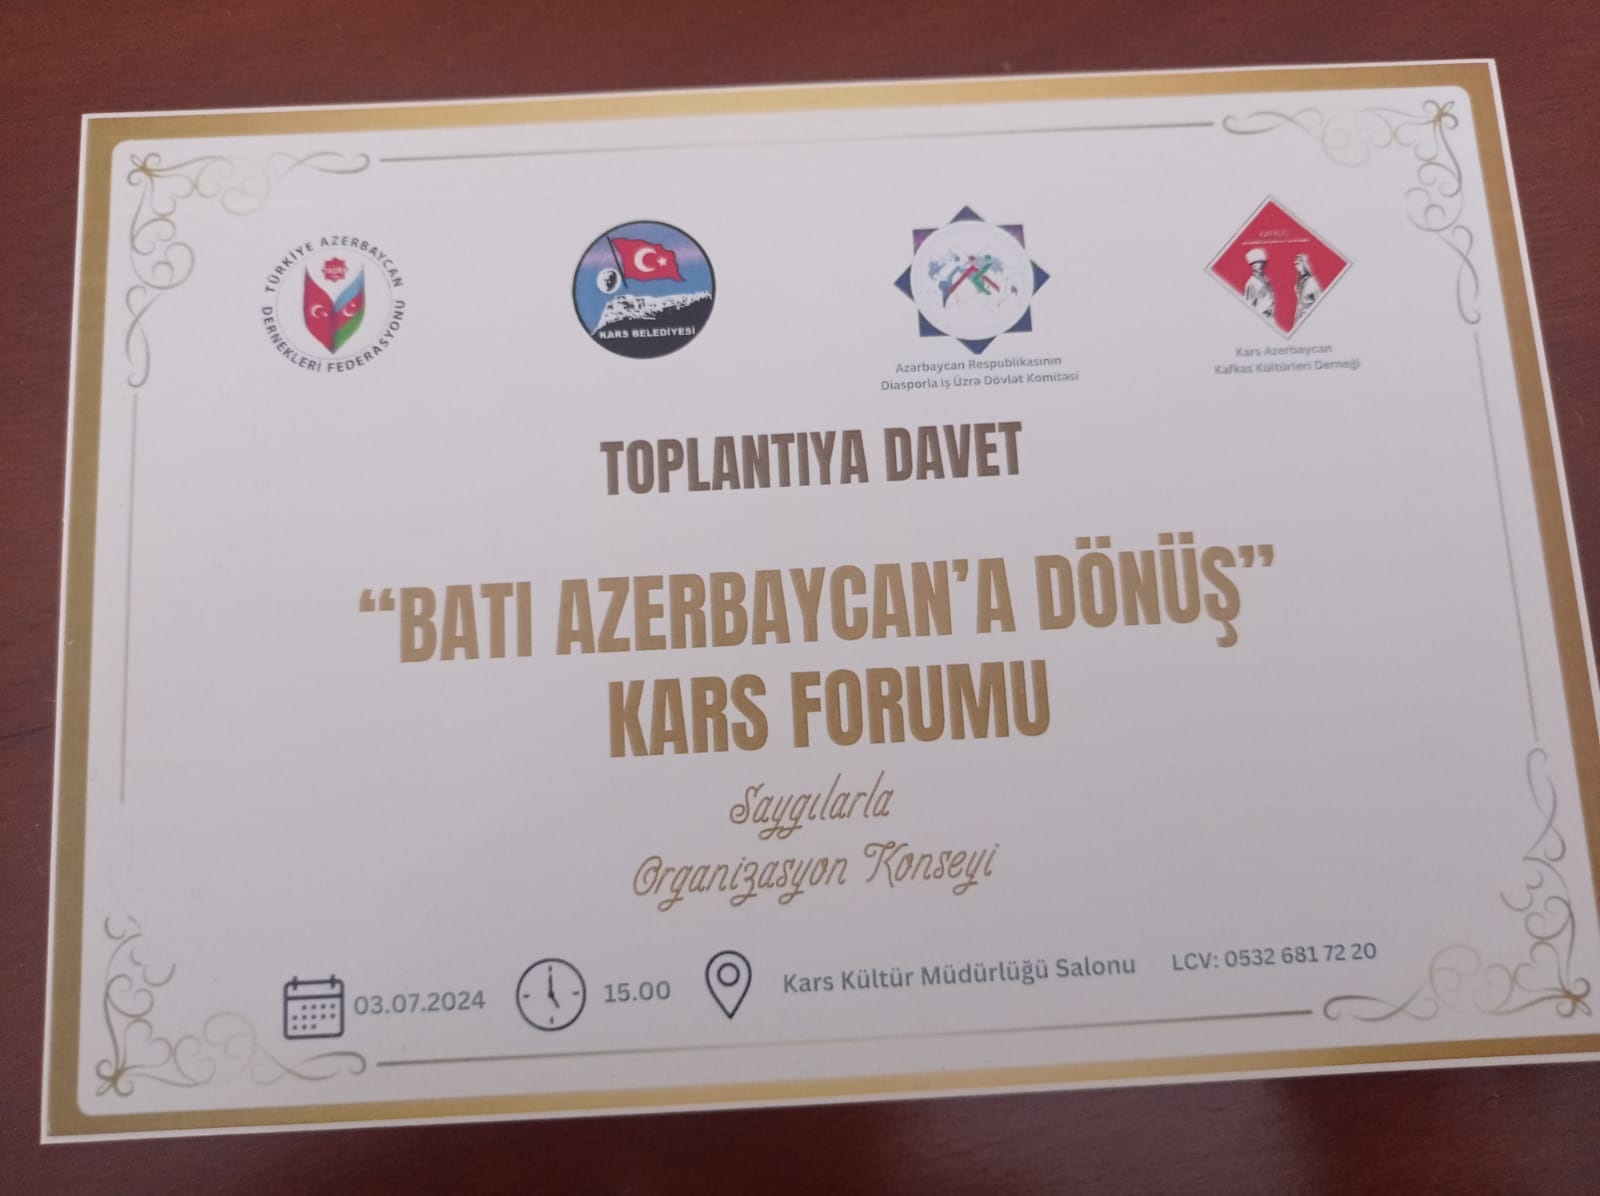 TÜRKİYE AZERBAYCAN DERNEKLERİ FEDERASYONU
KARS BELEDİYESİ
Azərbaycan Respublikasının
Diasporla iş Üzrə Dövlət Komitəsi
Kars Azerbaycan
Kafkas Kültürleri Derneği
TOPLANTIYA DAVET
“BATI AZERBAYCAN’A DÖNÜŞ”
KARS FORUMU
Saygılarla
Organizasyon Konseyi
03.07.2024 15.00 Kars Kültür Müdürlüğü Salonu LCV: 0532 681 72 20